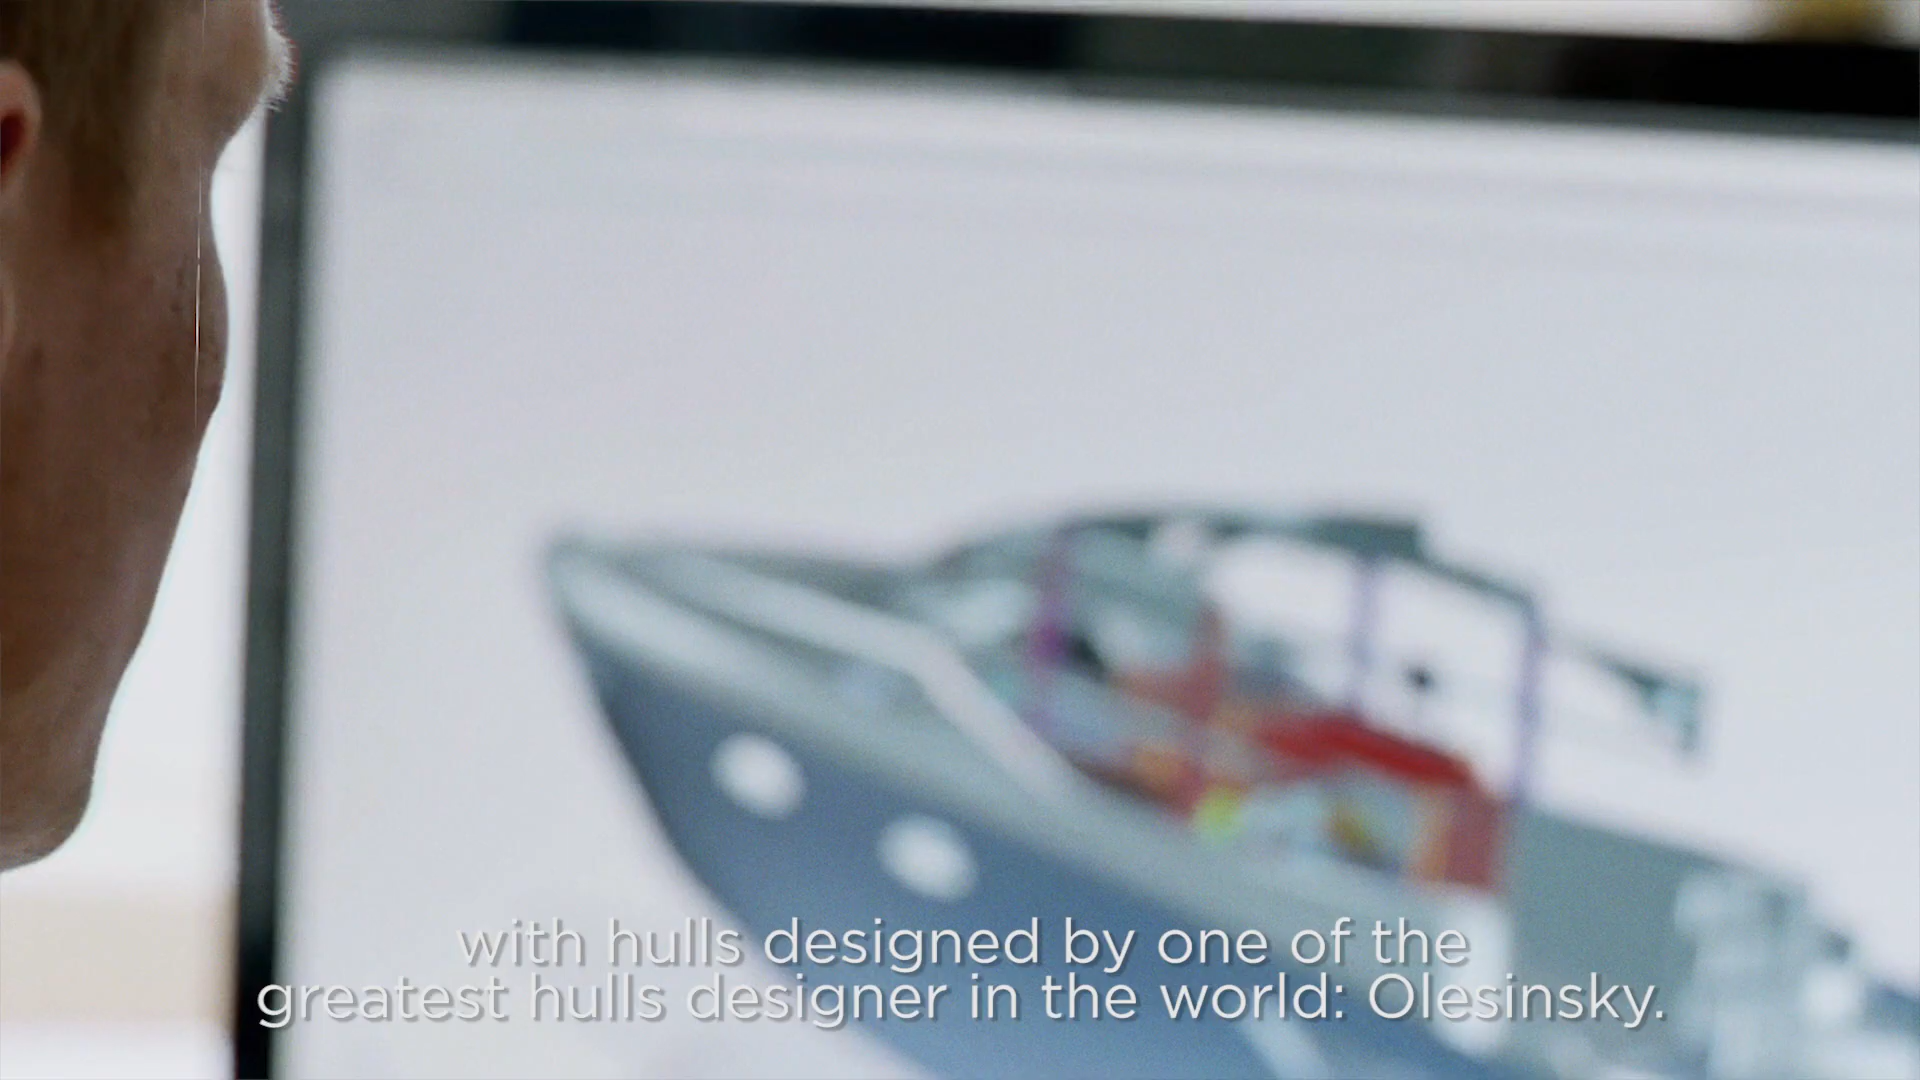 with hulls designed by one of the
greatest hulls designer in the world: Olesinsky.